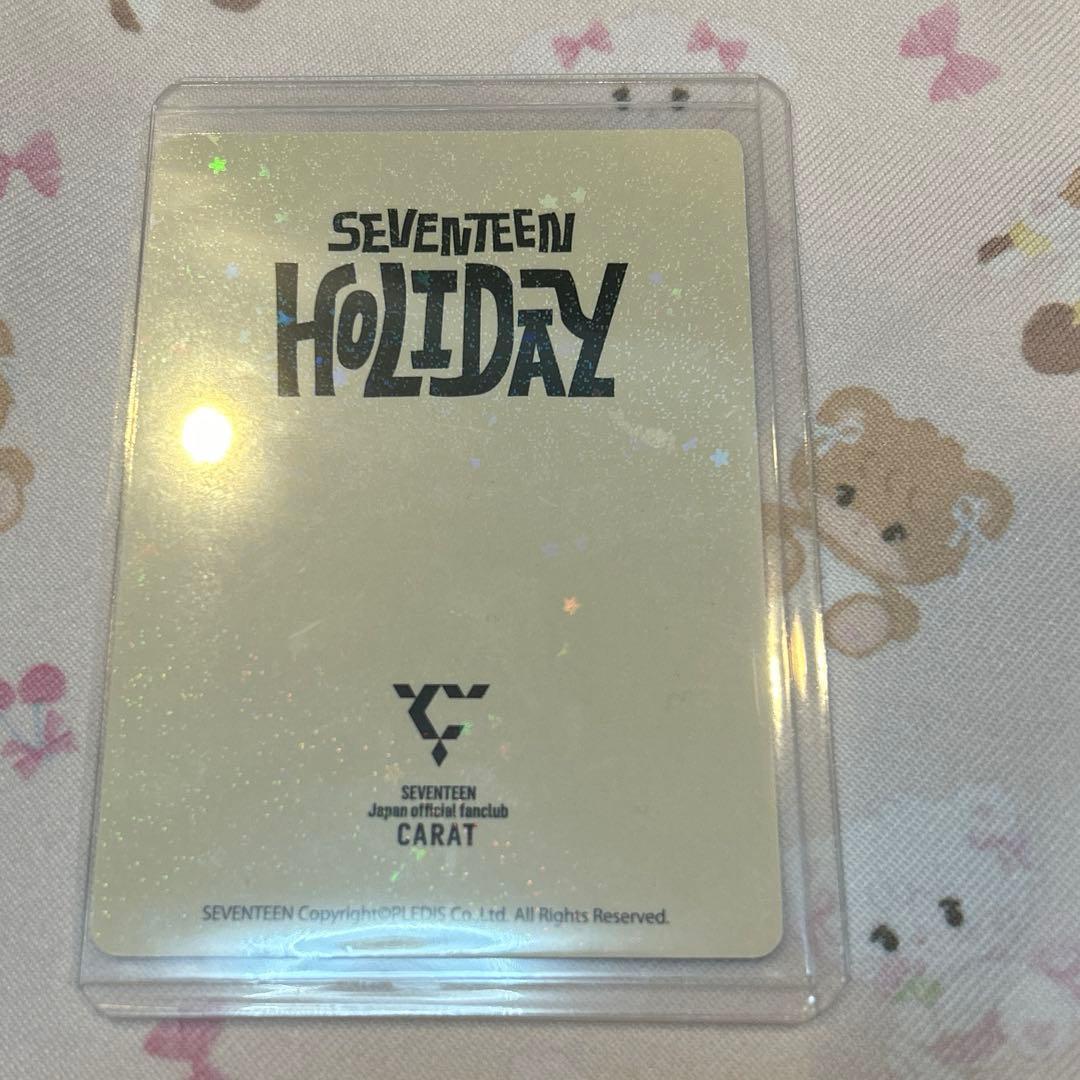 SEVENTEEN
HOLIDAY
SEVENTEEN
Japan official fanclub
CARAT
SEVENTEEN Copyright©PLEDIS Co.,Ltd. All Rights Reserved.